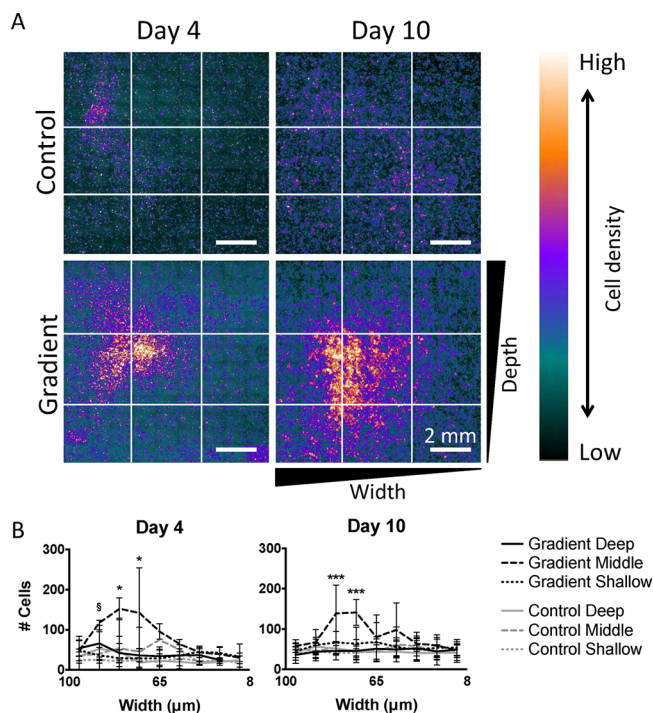 A
Day 4
Day 10
Control
Gradient
2 mm
Depth
Width
High
Cell density
Low
B
Day 4
Day 10
300
200
100
0
# Cells
§
*
*
100
65
8
Width (µm)
300
200
100
0
***
***
100
65
8
Width (µm)
Gradient Deep
Gradient Middle
Gradient Shallow
Control Deep
Control Middle
Control Shallow